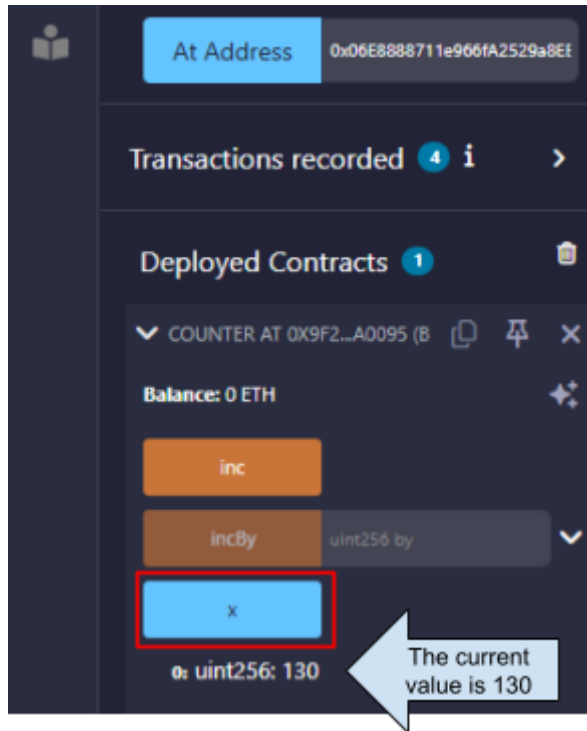 At Address 0x06E8888711e966fA2529a8EE
Transactions recorded 4 i
Deployed Contracts 1
COUNTER AT 0X9F2...A0095 (B
Balance: 0 ETH
inc
incBy uint256 by
x
0: uint256: 130
The current
value is 130